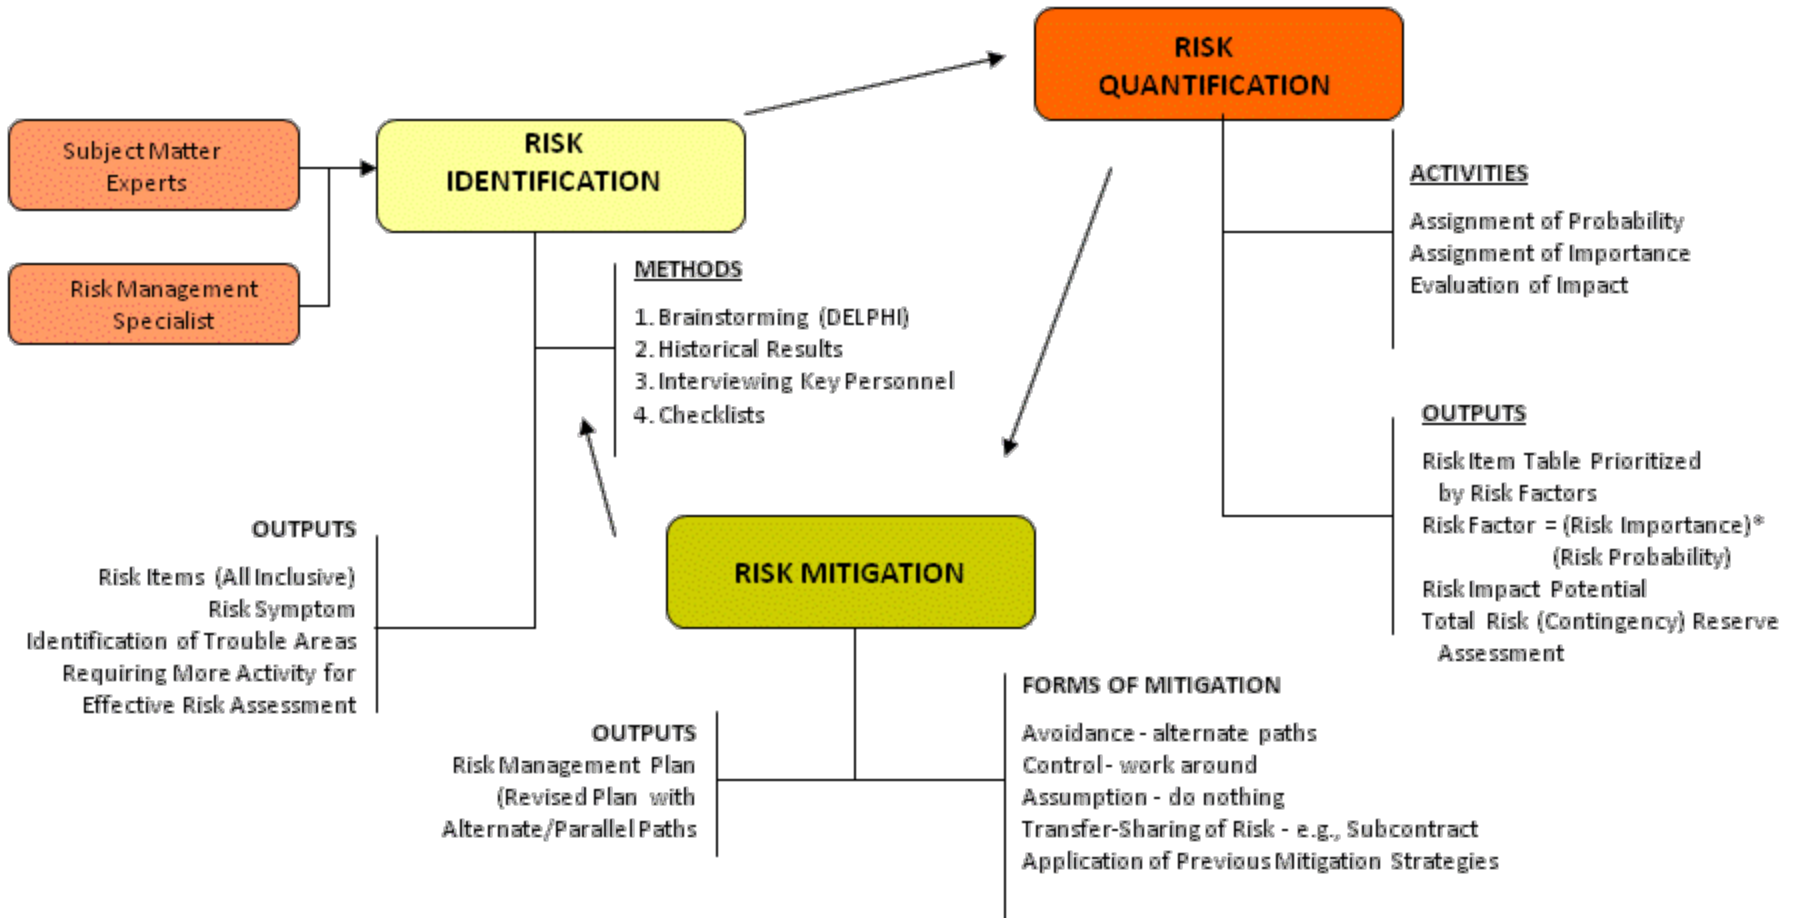 Subject Matter
Experts
Risk Management
Specialist
RISK
IDENTIFICATION
METHODS
1. Brainstorming (DELPHI)
2. Historical Results
3. Interviewing Key Personnel
4. Checklists
OUTPUTS
Risk Items (All Inclusive)
Risk Symptom
Identification of Trouble Areas
Requiring More Activity for
Effective Risk Assessment
RISK
QUANTIFICATION
ACTIVITIES
Assignment of Probability
Assignment of Importance
Evaluation of Impact
OUTPUTS
Risk Item Table Prioritized
by Risk Factors
Risk Factor = (Risk Importance)*
(Risk Probability)
Risk Impact Potential
Total Risk (Contingency) Reserve
Assessment
RISK MITIGATION
OUTPUTS
Risk Management Plan
(Revised Plan with
Alternate/Parallel Paths
FORMS OF MITIGATION
Avoidance - alternate paths
Control - work around
Assumption - do nothing
Transfer-Sharing of Risk - e.g., Subcontract
Application of Previous Mitigation Strategies